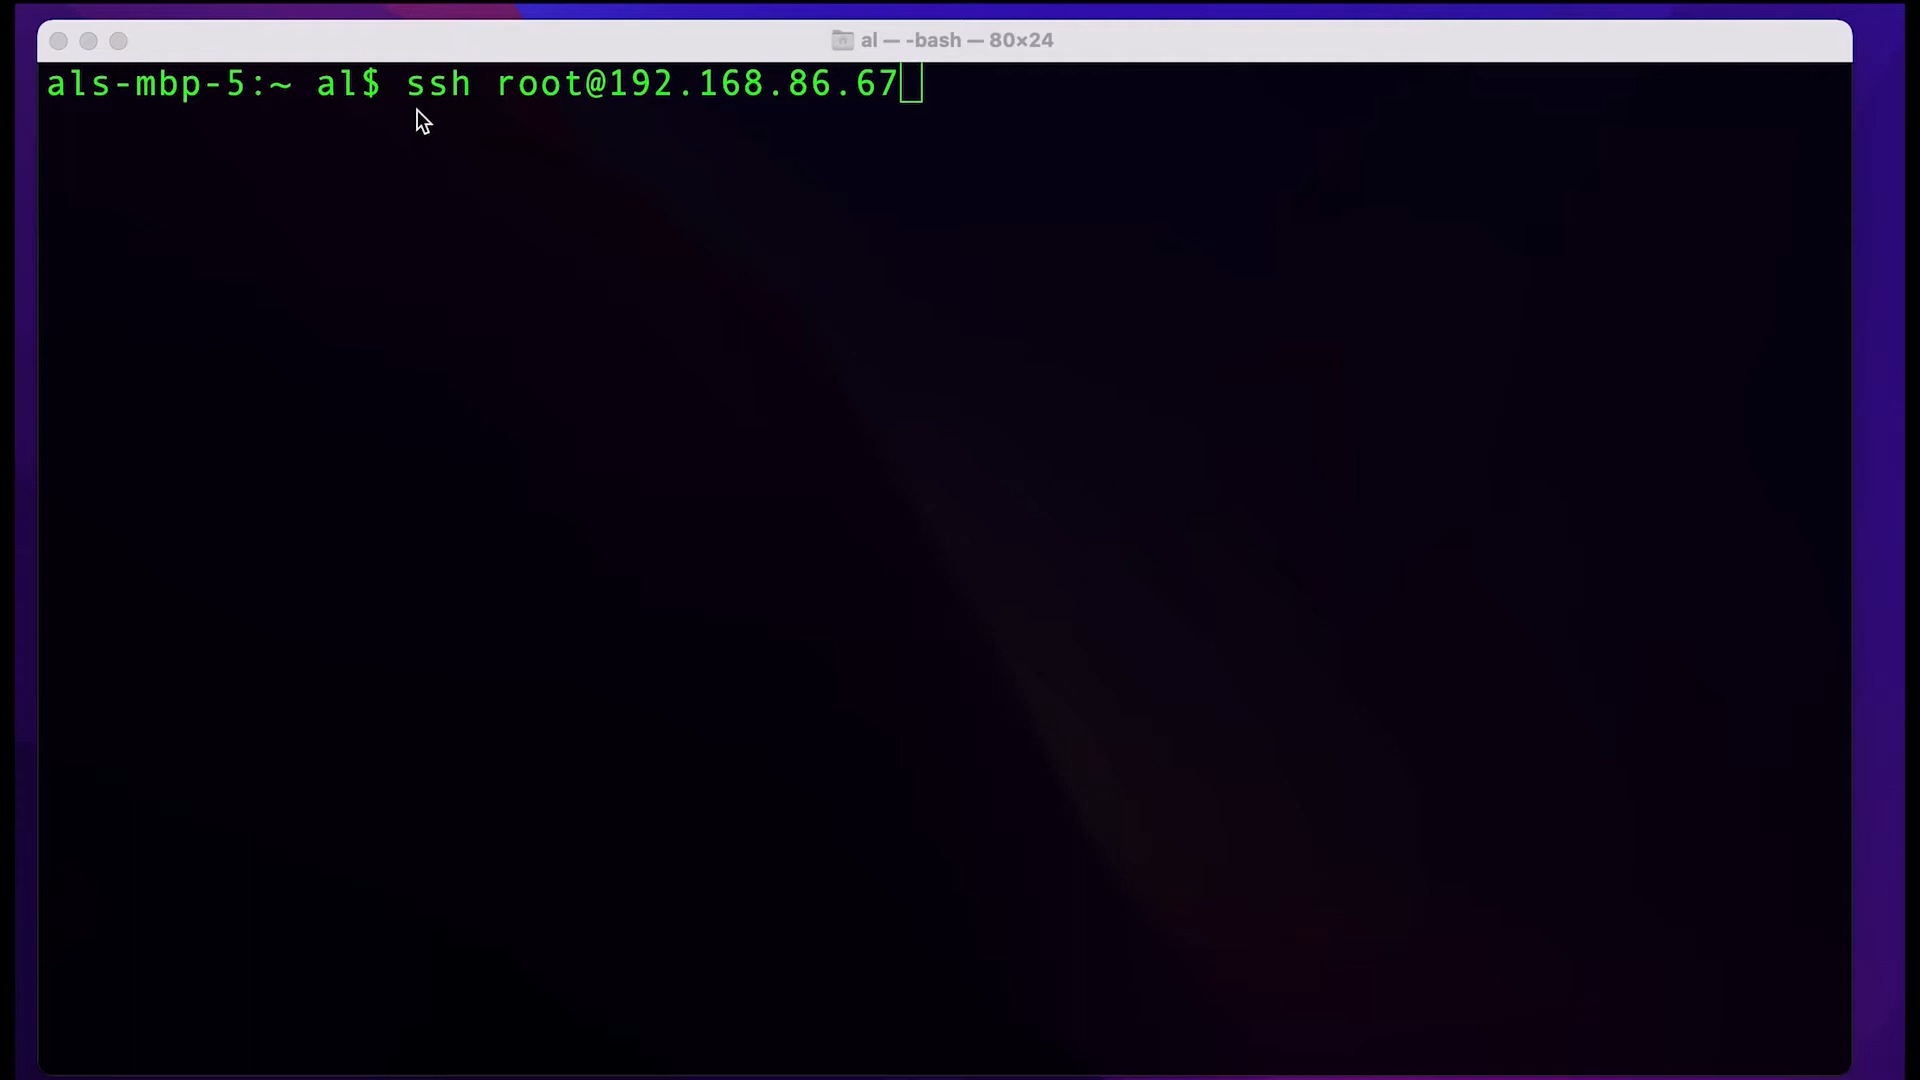 al — -bash — 80×24
als-mbp-5:~ al$ ssh root@192.168.86.67